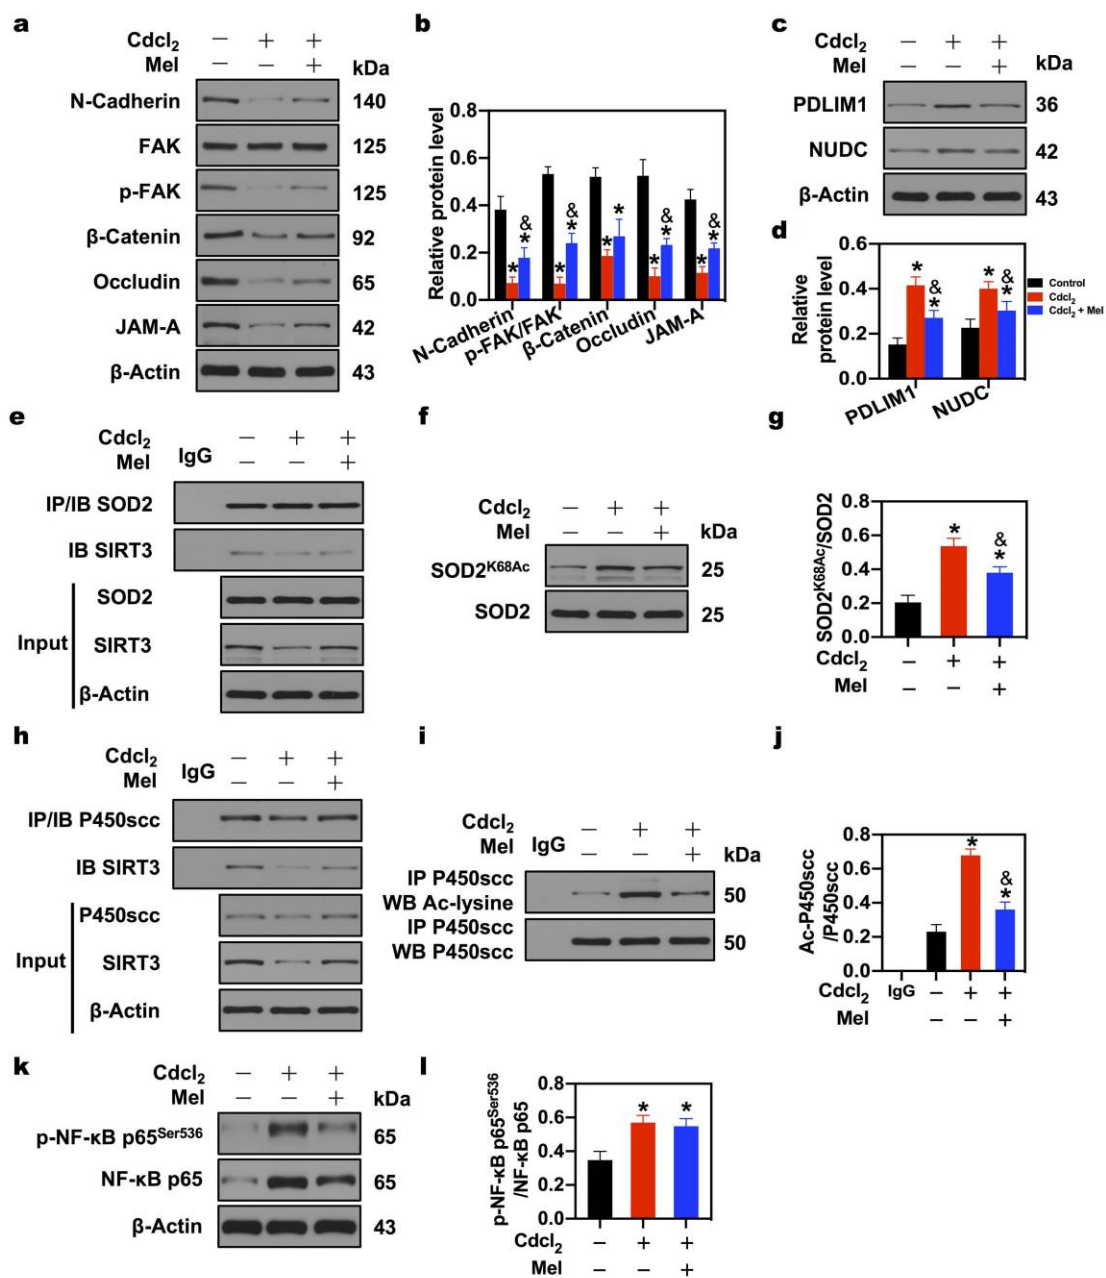 a
Cdcl₂ − + +
Mel − − + kDa
N-Cadherin 140
FAK 125
p-FAK 125
β-Catenin 92
Occludin 65
JAM-A 42
β-Actin 43
b
Relative protein level
0.8
0.6
0.4
0.2
0.0
* & * * & * * * * & * * & *
N-Cadherin p-FAK/FAK β-Catenin Occludin JAM-A
c
Cdcl₂ − + +
Mel − − + kDa
PDLIM1 36
NUDC 42
β-Actin 43
d
Relative
protein level
0.6
0.4
0.2
0.0
* & * * & *
PDLIM1 NUDC
Control
Cdcl₂
Cdcl₂ + Mel
e
Cdcl₂ − + +
Mel IgG − − +
IP/IB SOD2
IB SIRT3
Input
SOD2
SIRT3
β-Actin
f
Cdcl₂ − + +
Mel − − + kDa
SOD2ᴷ⁶⁸ᴬᶜ 25
SOD2 25
g
SOD2ᴷ⁶⁸ᴬᶜ/SOD2
0.8
0.6
0.4
0.2
0.0
* & *
Cdcl₂ − + +
Mel − − +
h
Cdcl₂ − + +
Mel IgG − − +
IP/IB P450scc
IB SIRT3
Input
P450scc
SIRT3
β-Actin
i
Cdcl₂ − + +
Mel IgG − − + kDa
IP P450scc
WB Ac-lysine 50
IP P450scc
WB P450scc 50
j
Ac-P450scc
/P450scc
0.8
0.6
0.4
0.2
0.0
* & *
Cdcl₂ IgG − + +
Mel − − +
k
Cdcl₂ − + +
Mel − − + kDa
p-NF-κB p65ˢᵉʳ⁵³⁶ 65
NF-κB p65 65
β-Actin 43
l
p-NF-κB p65ˢᵉʳ⁵³⁶
/NF-κB p65
0.8
0.6
0.4
0.2
0.0
* *
Cdcl₂ − + +
Mel − − +